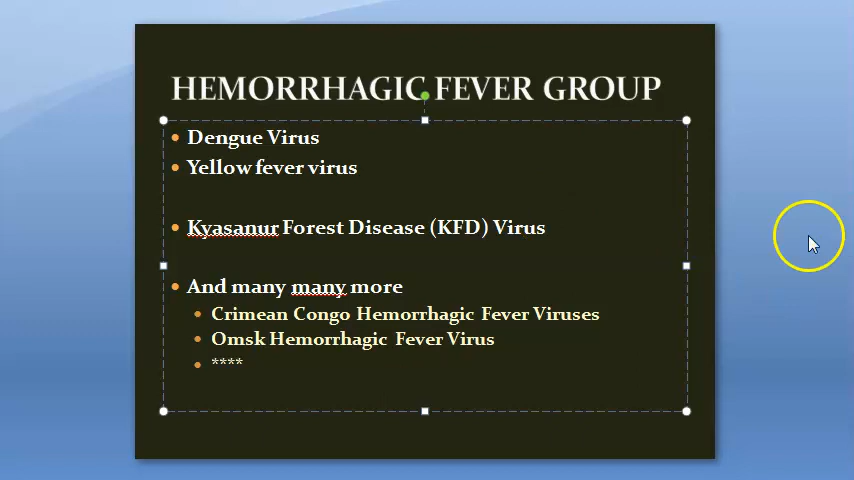 HEMORRHAGIC FEVER GROUP
• Dengue Virus
• Yellow fever virus
• Kyasanur Forest Disease (KFD) Virus
• And many many more
• Crimean Congo Hemorrhagic Fever Viruses
• Omsk Hemorrhagic Fever Virus
• ****